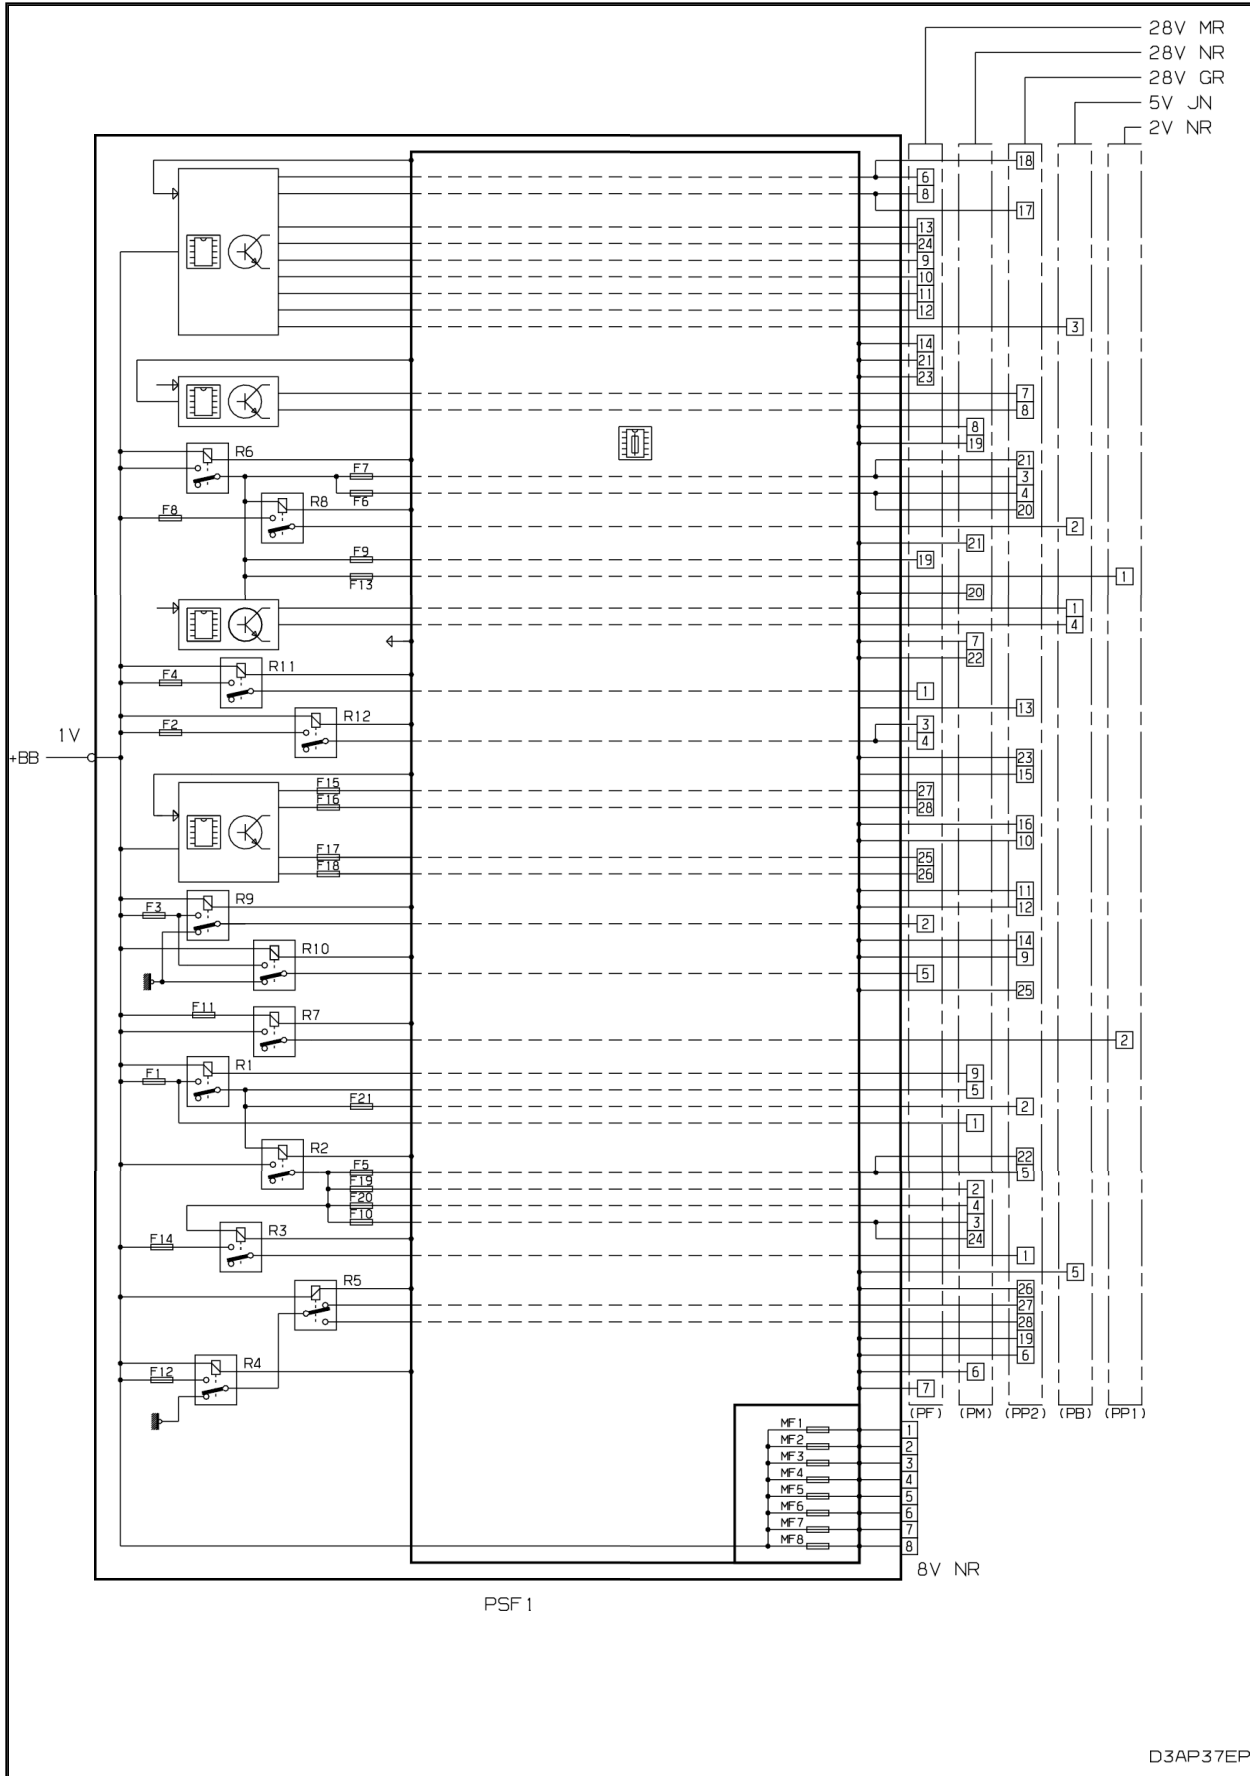 28V MR
28V NR
28V GR
5V JN
2V NR
18
6
8
17
13
24
9
10
11
12
3
14
21
23
7
8
8
19
R6
21
F7
3
F6
4
R8
20
F8
2
21
F9
19
F13
1
20
1
4
7
R11
22
F4
1
13
R12
3
F2
4
1V
+BB
23
15
F15
27
F16
28
16
10
F17
25
F18
26
11
R9
12
F3
2
14
R10
9
5
25
F11
R7
2
R1
9
F1
5
F21
2
1
R2
22
F5
5
F19
2
F20
4
F10
3
R3
24
F14
1
5
R5
26
27
28
19
6
R4
6
F12
7
(PF) (PM) (PP2) (PB) (PP1)
MF1 1
MF2 2
MF3 3
MF4 4
MF5 5
MF6 6
MF7 7
MF8 8
8V NR
PSF1
D3AP37EP